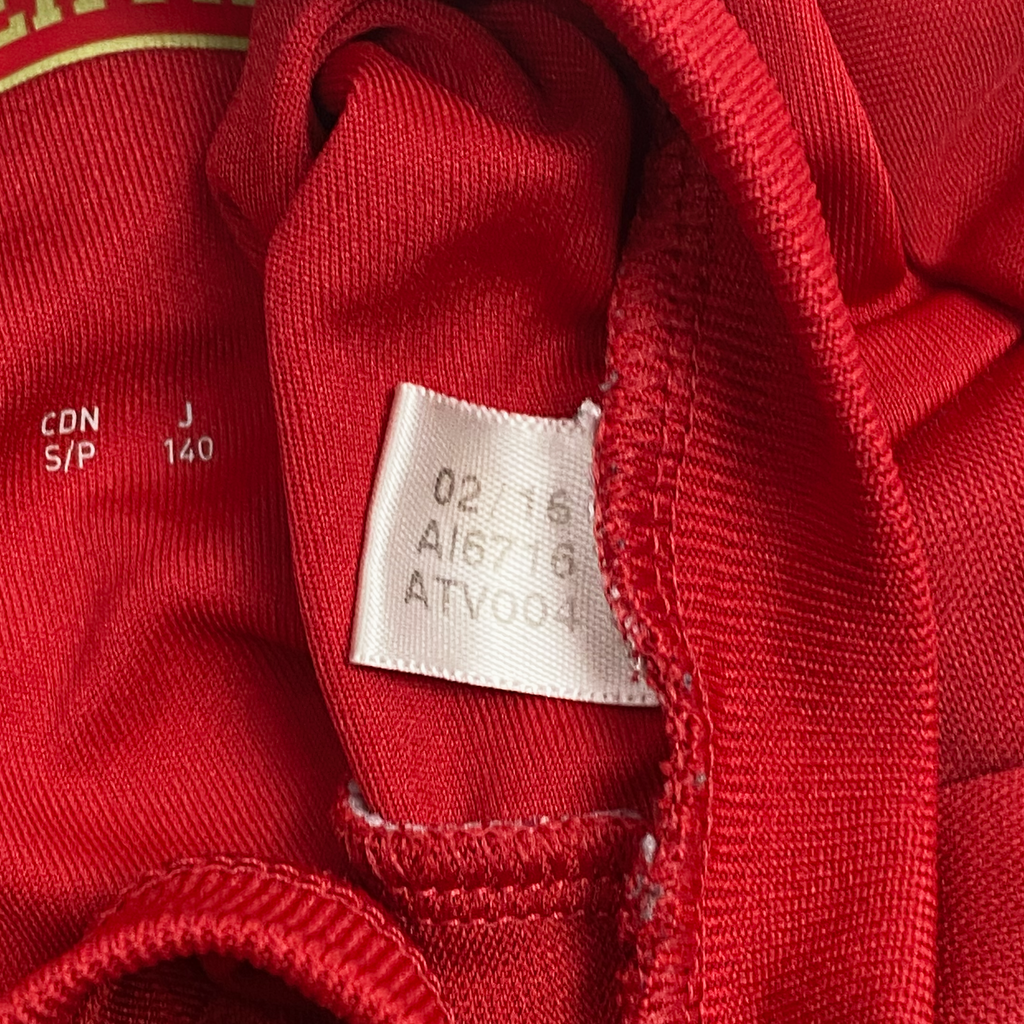 CDN J
S/P 140
02/16
AI6716
ATV004